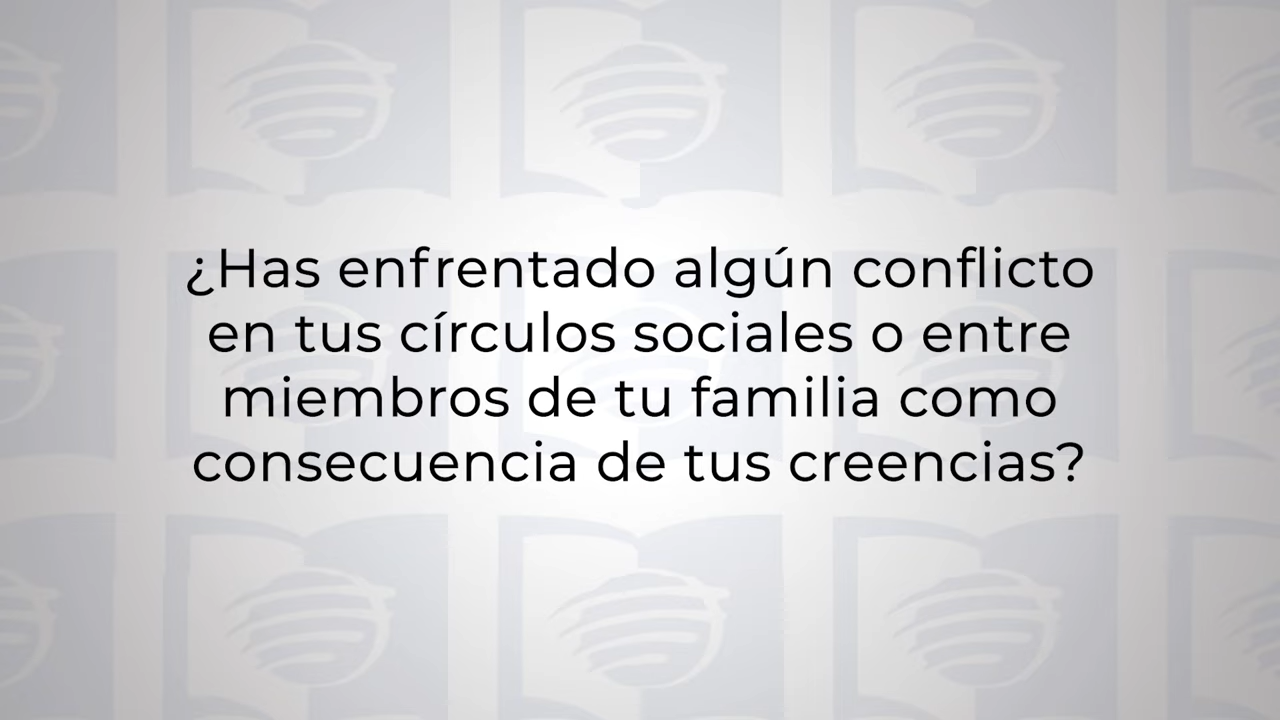 ¿Has enfrentado algún conflicto
en tus círculos sociales o entre
miembros de tu familia como
consecuencia de tus creencias?